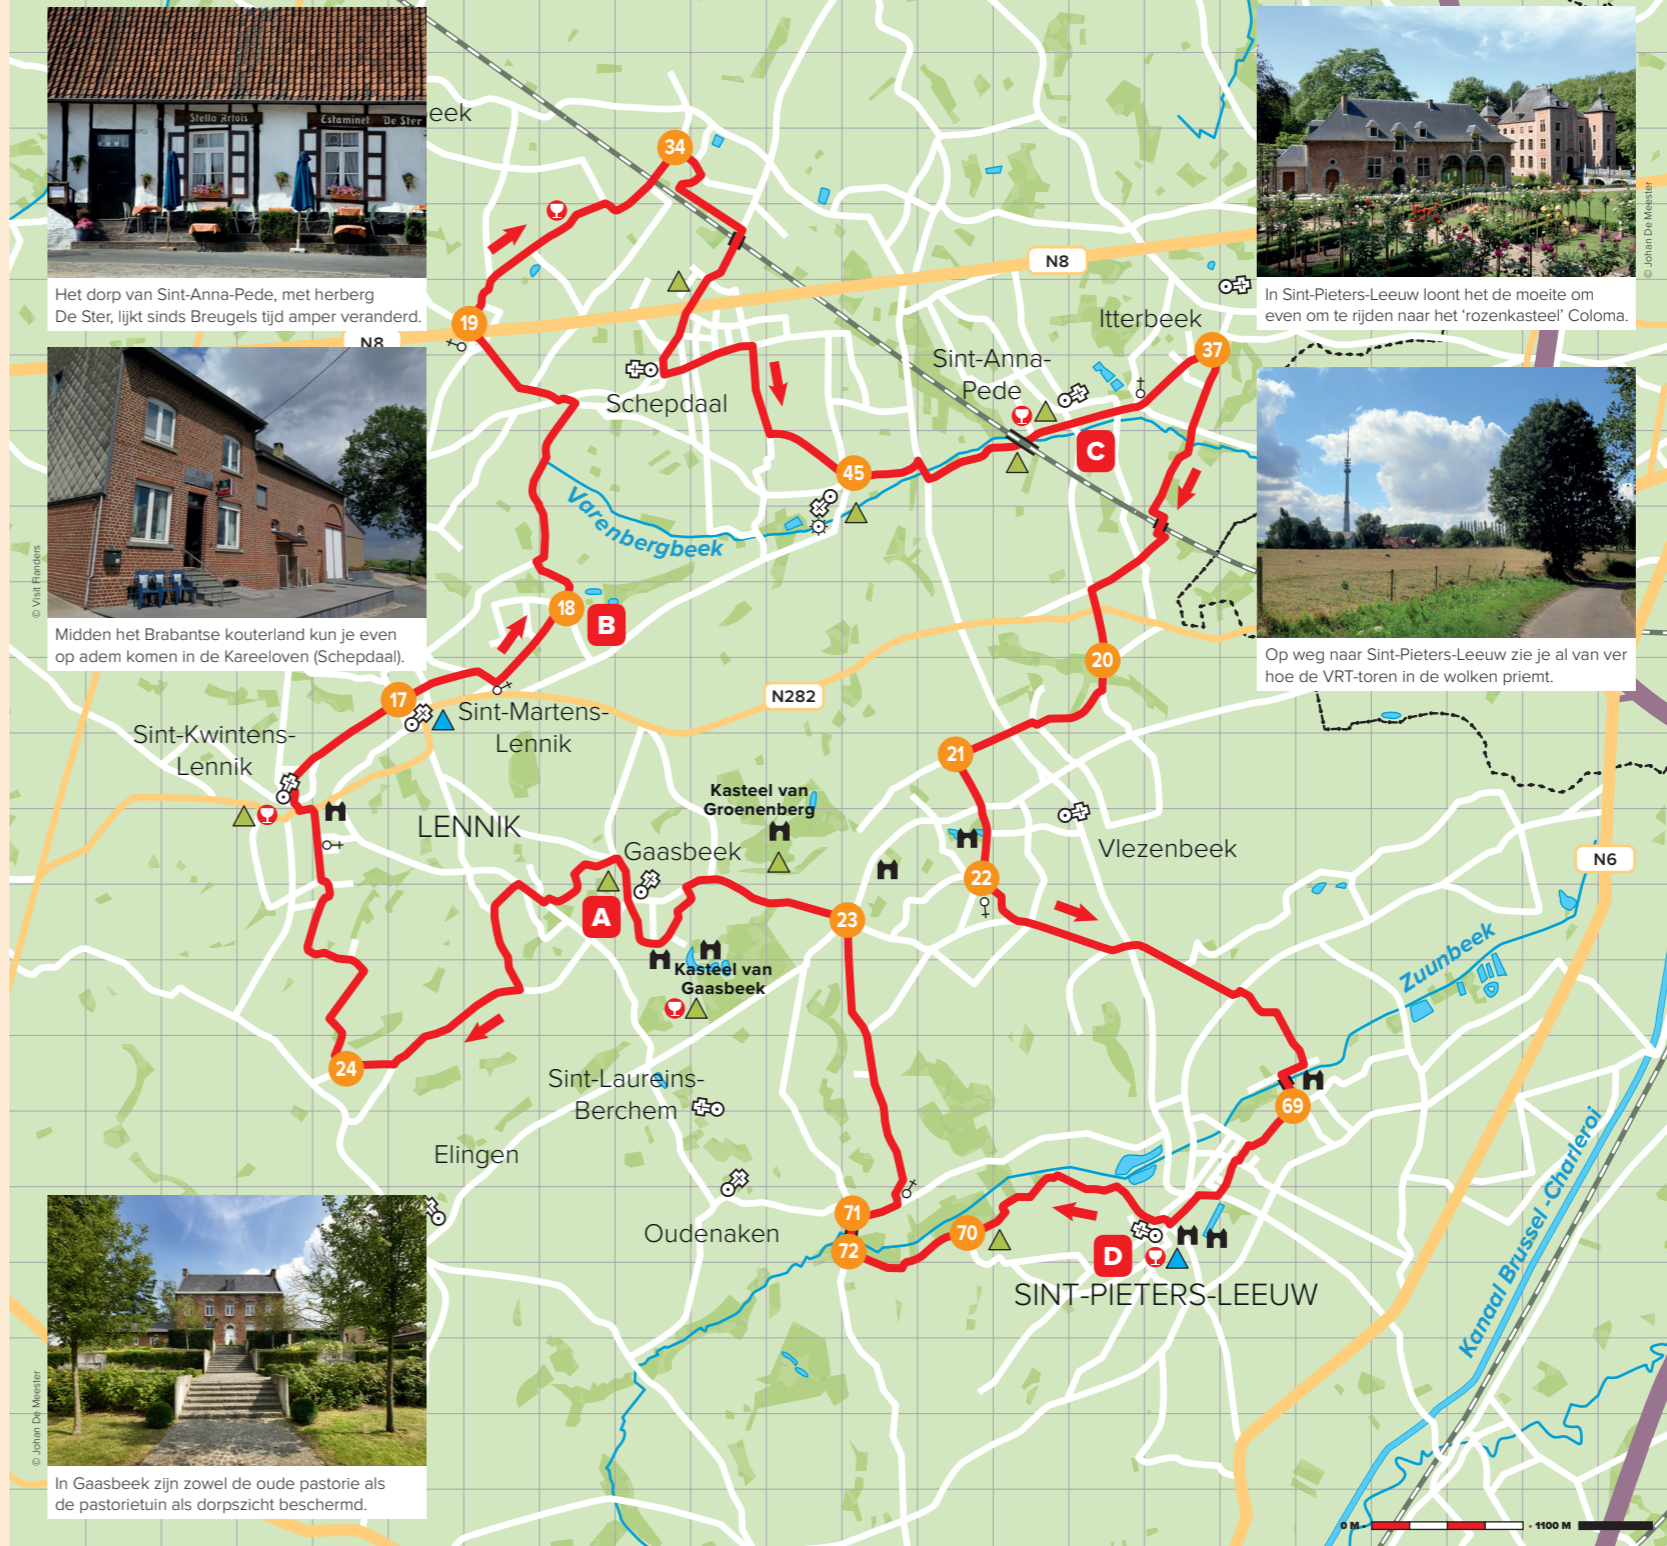 Stella Artois
Estaminet De Ster
Het dorp van Sint-Anna-Pede, met herberg
De Ster, lijkt sinds Breugels tijd amper veranderd.
© Visit Flanders
Midden het Brabantse kouterland kun je even
op adem komen in de Kareeloven (Schepdaal).
© Johan De Meester
In Sint-Pieters-Leeuw loont het de moeite om
even om te rijden naar het ‘rozenkasteel’ Coloma.
Op weg naar Sint-Pieters-Leeuw zie je al van ver
hoe de VRT-toren in de wolken priemt.
eek
34
N8
19
N8
Itterbeek
37
Sint-Anna-
Pede
Schepdaal
C
45
Varenbergbeek
18
B
20
17
N282
Sint-Martens-
Lennik
Sint-Kwintens-
Lennik
21
Kasteel van
Groenenberg
LENNIK
Gaasbeek
Vlezenbeek
N6
22
A
23
Kasteel van
Gaasbeek
Zuunbeek
24
Sint-Laureins-
Berchem
69
Elingen
Kanaal Brussel -Charleroi
71
Oudenaken
70
72
D
SINT-PIETERS-LEEUW
© Johan De Meester
In Gaasbeek zijn zowel de oude pastorie als
de pastorietuin als dorpszicht beschermd.
0 M
1100 M